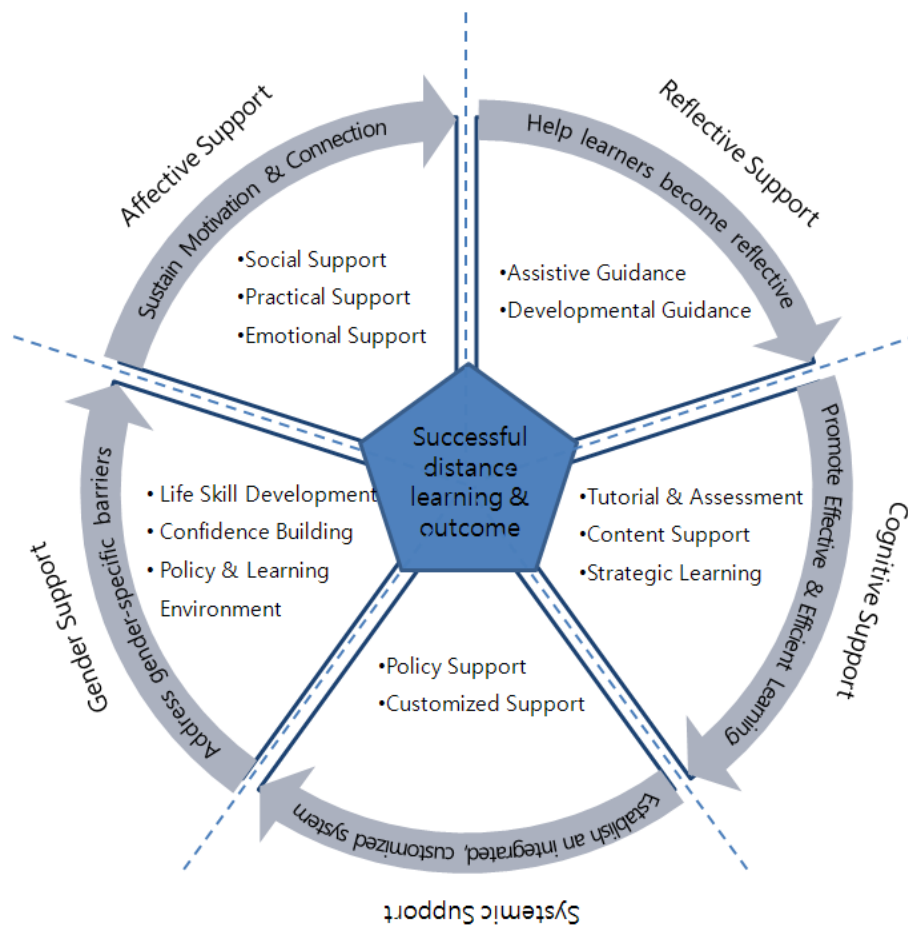 Affective Support
Sustain Motivation & Connection
•Social Support
•Practical Support
•Emotional Support
Reflective Support
Help learners become reflective
•Assistive Guidance
•Developmental Guidance
Successful
distance
learning &
outcome
Cognitive Support
Promote Effective & Efficient Learning
•Tutorial & Assessment
•Content Support
•Strategic Learning
Systemic Support
Establish an integrated, customized system
•Policy Support
•Customized Support
Gender Support
Address gender-specific barriers
• Life Skill Development
• Confidence Building
• Policy & Learning
Environment